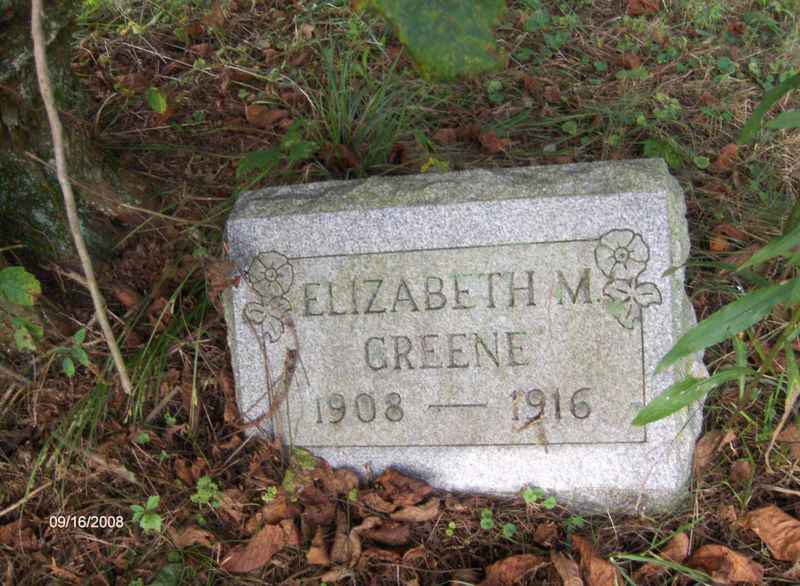 ELIZABETH M.
GREENE
1908 — 1916
09/16/2008